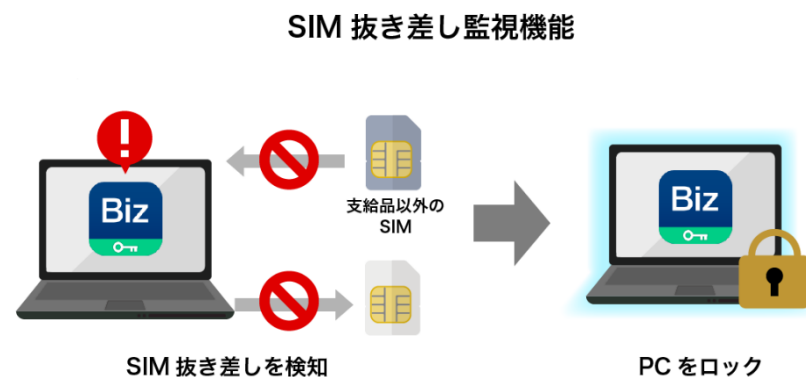 SIM 抜き差し監視機能
Biz
支給品以外の
SIM
Biz
SIM 抜き差しを検知
PC をロック